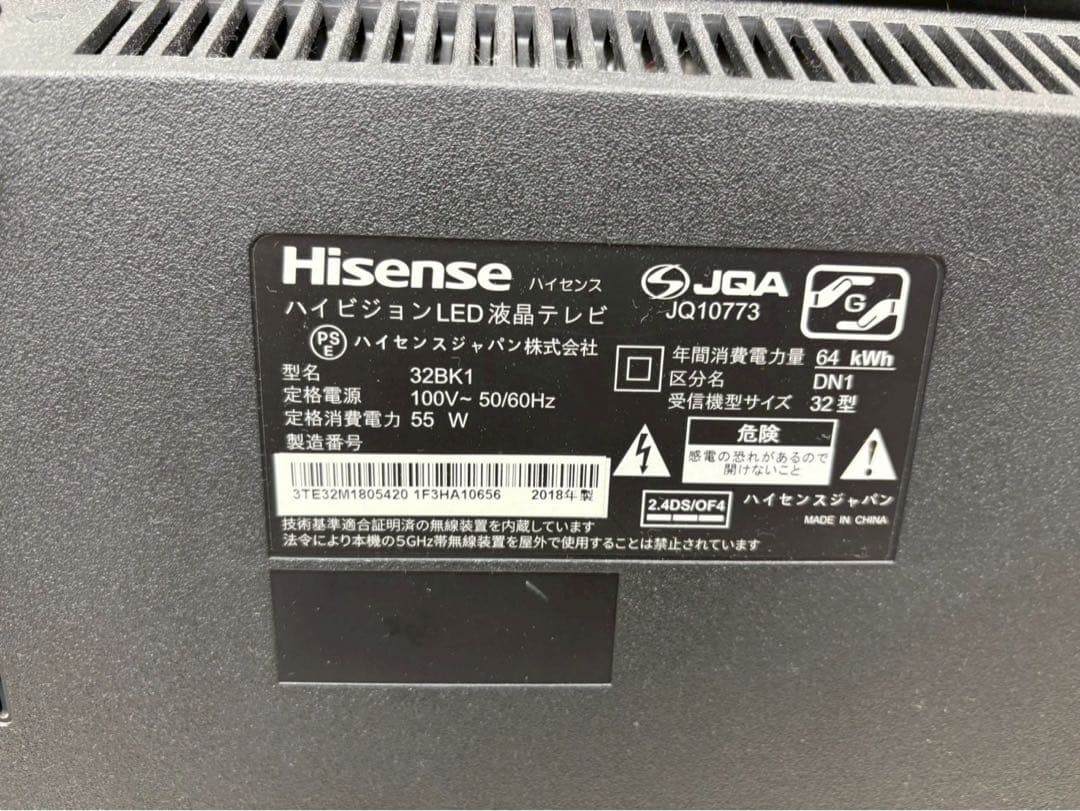 Hisense ハイセンス
ハイビジョンLED液晶テレビ
PSE ハイセンスジャパン株式会社
型名 32BK1
定格電源 100V~ 50/60Hz
定格消費電力 55 W
製造番号
3TE32M1805420 1F3HA10656 2018年製
技術基準適合証明済の無線装置を内蔵しています
法令により本機の5GHz帯無線装置を屋外で使用することは禁止されています
JQA
JQ10773
G
年間消費電力量 64 kWh
区分名 DN1
受信機型サイズ 32型
危険
感電の恐れがあるので
開けないこと
2.4DS/OF4
ハイセンスジャパン
MADE IN CHINA